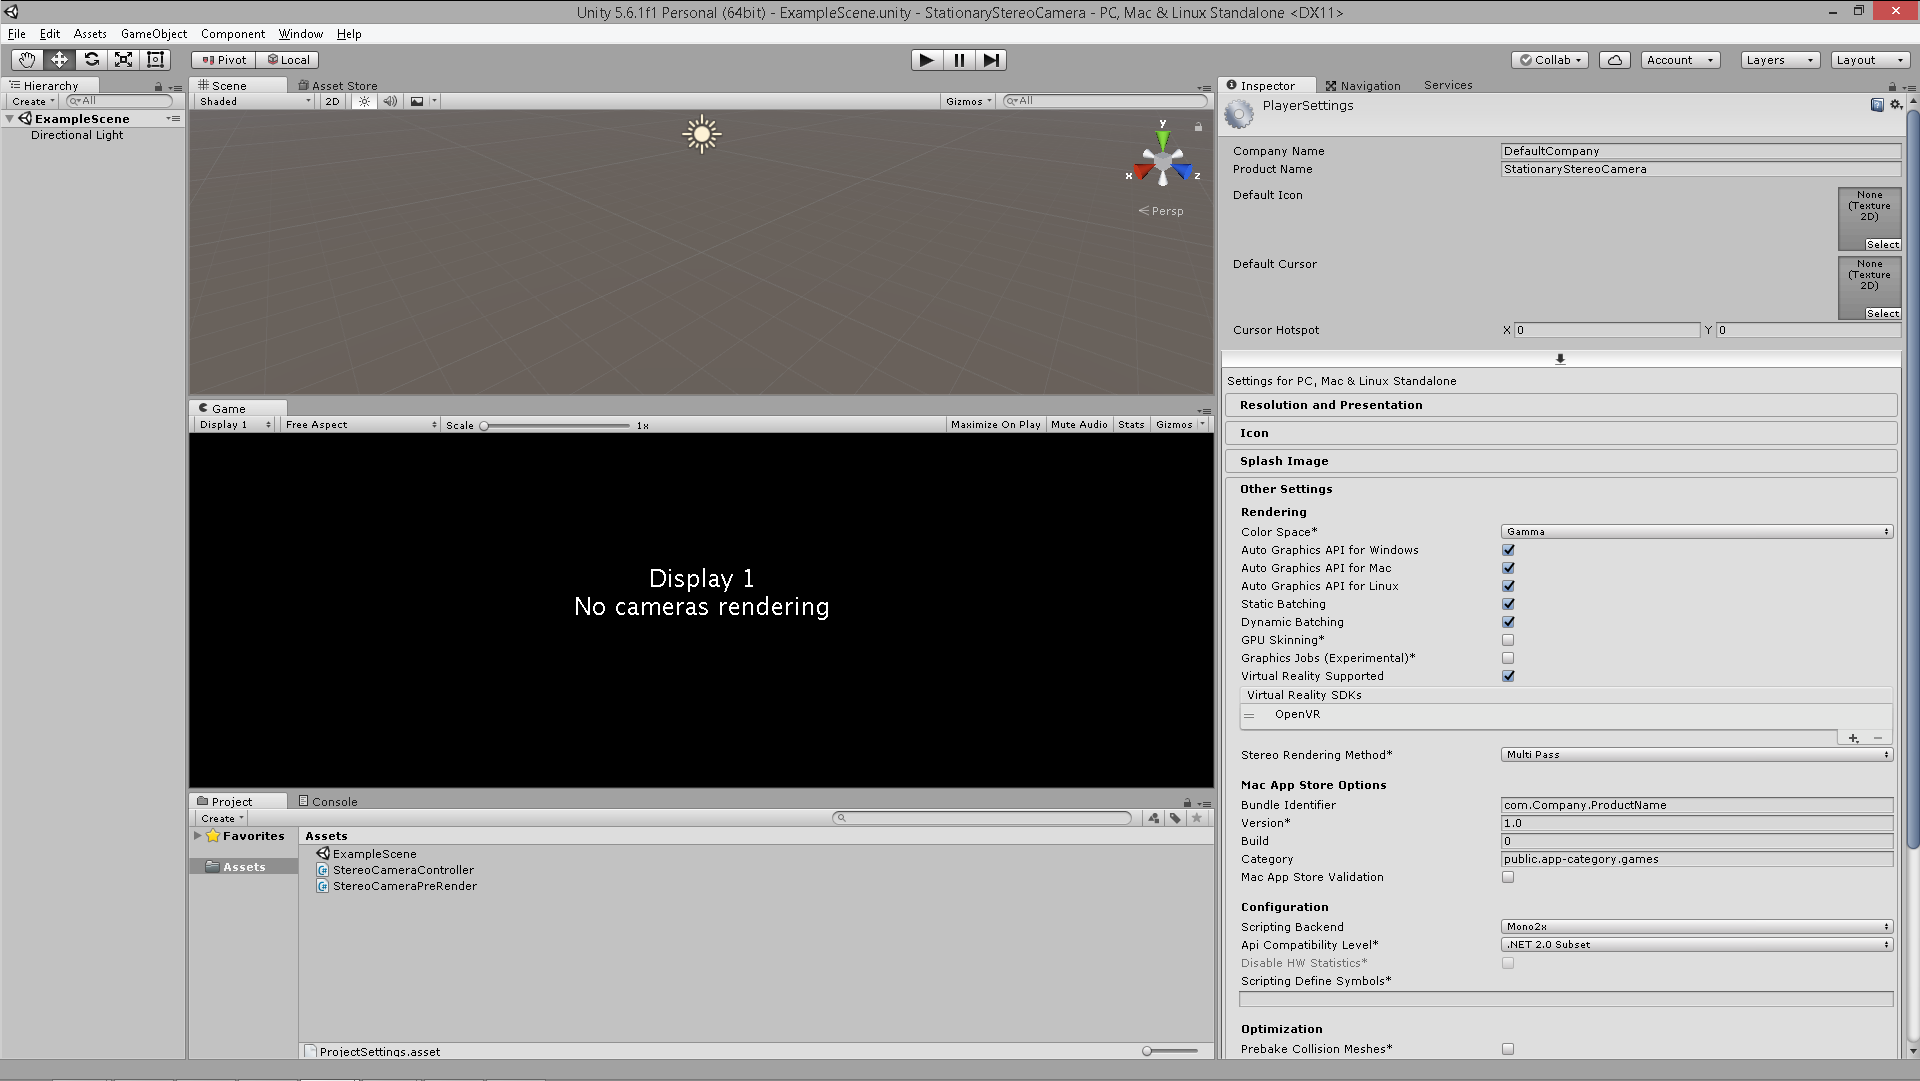 Unity 5.6.1f1 Personal (64bit) - ExampleScene.unity - StationaryStereoCamera - PC, Mac & Linux Standalone <DX11>
File Edit Assets GameObject Component Window Help
Pivot Local
Collab Account Layers Layout
Hierarchy
Create All
ExampleScene
Directional Light
Scene Asset Store
Shaded 2D Gizmos All
y
x z
Persp
Game
Display 1 Free Aspect Scale 1x Maximize On Play Mute Audio Stats Gizmos
Display 1
No cameras rendering
Project Console
Create
Favorites
Assets
Assets
ExampleScene
StereoCameraController
StereoCameraPreRender
ProjectSettings.asset
Inspector Navigation Services
PlayerSettings
Company Name DefaultCompany
Product Name StationaryStereoCamera
Default Icon
None
(Texture
2D)
Select
Default Cursor
None
(Texture
2D)
Select
Cursor Hotspot X 0 Y 0
Settings for PC, Mac & Linux Standalone
Resolution and Presentation
Icon
Splash Image
Other Settings
Rendering
Color Space* Gamma
Auto Graphics API for Windows
Auto Graphics API for Mac
Auto Graphics API for Linux
Static Batching
Dynamic Batching
GPU Skinning*
Graphics Jobs (Experimental)*
Virtual Reality Supported
Virtual Reality SDKs
OpenVR
Stereo Rendering Method* Multi Pass
Mac App Store Options
Bundle Identifier com.Company.ProductName
Version* 1.0
Build 0
Category public.app-category.games
Mac App Store Validation
Configuration
Scripting Backend Mono2x
Api Compatibility Level* .NET 2.0 Subset
Disable HW Statistics*
Scripting Define Symbols*
Optimization
Prebake Collision Meshes*